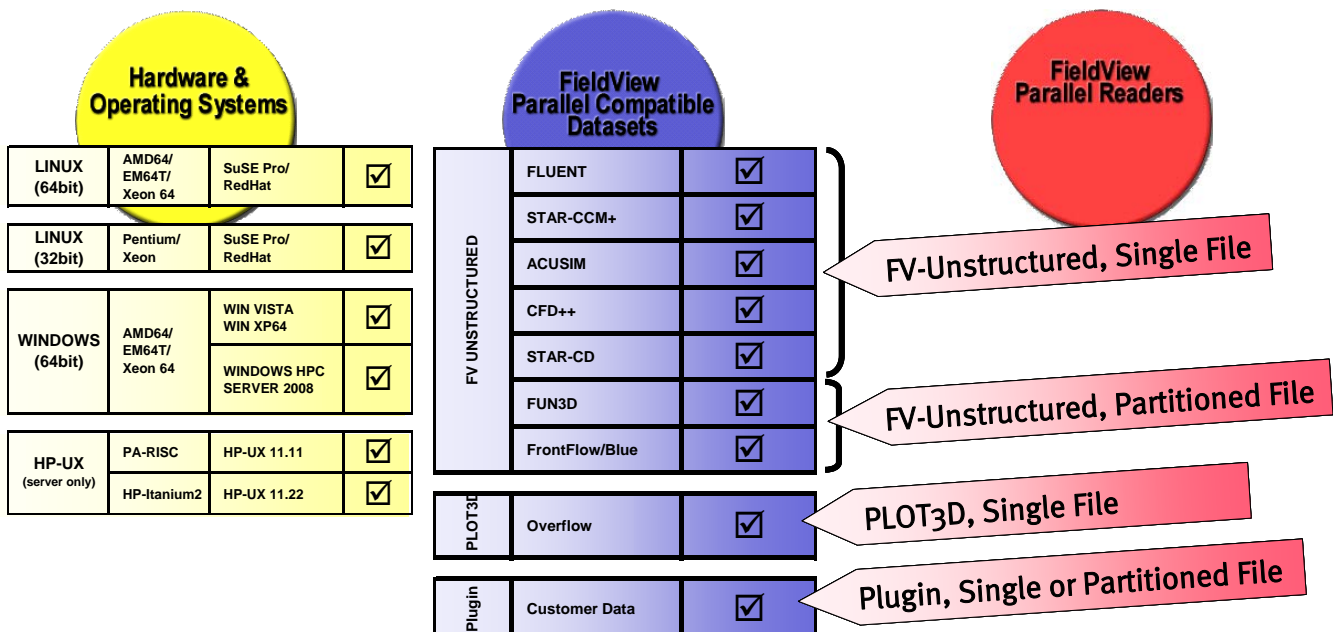 Hardware &
Operating Systems
LINUX
(64bit)
AMD64/
EM64T/
Xeon 64
SuSE Pro/
RedHat
LINUX
(32bit)
Pentium/
Xeon
SuSE Pro/
RedHat
WINDOWS
(64bit)
AMD64/
EM64T/
Xeon 64
WIN VISTA
WIN XP64
WINDOWS HPC
SERVER 2008
HP-UX
(server only)
PA-RISC
HP-UX 11.11
HP-Itanium2
HP-UX 11.22
FieldView
Parallel Compatible
Datasets
FV UNSTRUCTURED
FLUENT
STAR-CCM+
ACUSIM
CFD++
STAR-CD
FUN3D
FrontFlow/Blue
PLOT3D
Overflow
Plugin
Customer Data
FieldView
Parallel Readers
FV-Unstructured, Single File
FV-Unstructured, Partitioned File
PLOT3D, Single File
Plugin, Single or Partitioned File